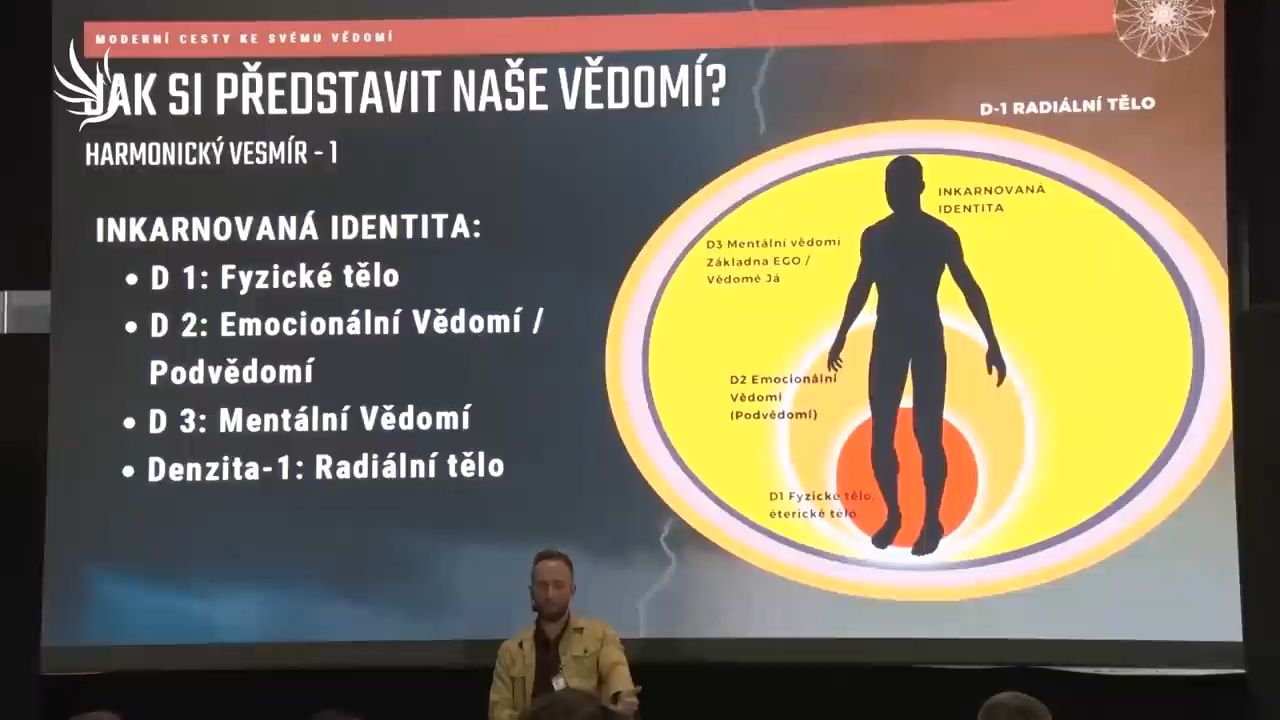 MODERNÍ CESTY KE SVÉMU VĚDOMÍ
JAK SI PŘEDSTAVIT NAŠE VĚDOMÍ?
HARMONICKÝ VESMÍR - 1
INKARNOVANÁ IDENTITA:
• D 1: Fyzické tělo
• D 2: Emocionální Vědomí /
Podvědomí
• D 3: Mentální Vědomí
• Denzita-1: Radiální tělo
D-1 RADIÁLNÍ TĚLO
INKARNOVANÁ
IDENTITA
D3 Mentální vědomí
Základna EGO /
Vědomé Já
D2 Emocionální
Vědomí
(Podvědomí)
D1 Fyzické tělo,
éterické tělo